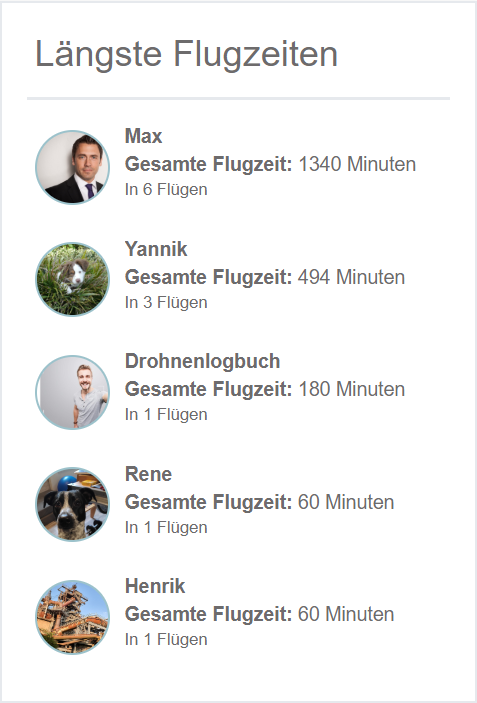 Längste Flugzeiten
Max
Gesamte Flugzeit: 1340 Minuten
In 6 Flügen
Yannik
Gesamte Flugzeit: 494 Minuten
In 3 Flügen
Drohnenlogbuch
Gesamte Flugzeit: 180 Minuten
In 1 Flügen
Rene
Gesamte Flugzeit: 60 Minuten
In 1 Flügen
Henrik
Gesamte Flugzeit: 60 Minuten
In 1 Flügen